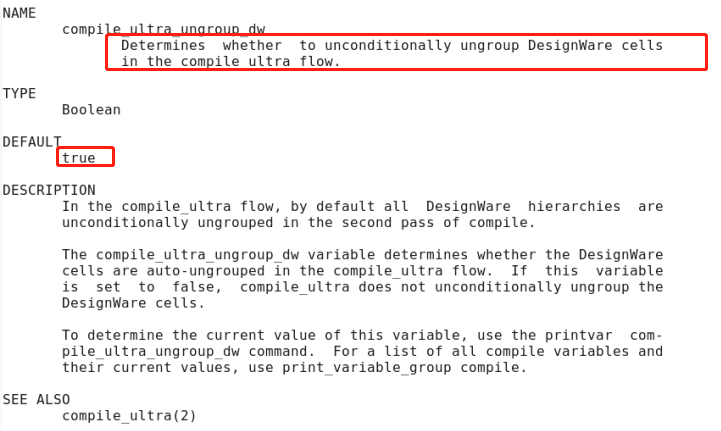 NAME
compile_ultra_ungroup_dw
Determines whether to unconditionally ungroup DesignWare cells
in the compile ultra flow.
TYPE
Boolean
DEFAULT
true
DESCRIPTION
In the compile_ultra flow, by default all DesignWare hierarchies are
unconditionally ungrouped in the second pass of compile.
The compile_ultra_ungroup_dw variable determines whether the DesignWare
cells are auto-ungrouped in the compile_ultra flow. If this variable
is set to false, compile_ultra does not unconditionally ungroup the
DesignWare cells.
To determine the current value of this variable, use the printvar com-
pile_ultra_ungroup_dw command. For a list of all compile variables and
their current values, use print_variable_group compile.
SEE ALSO
compile_ultra(2)